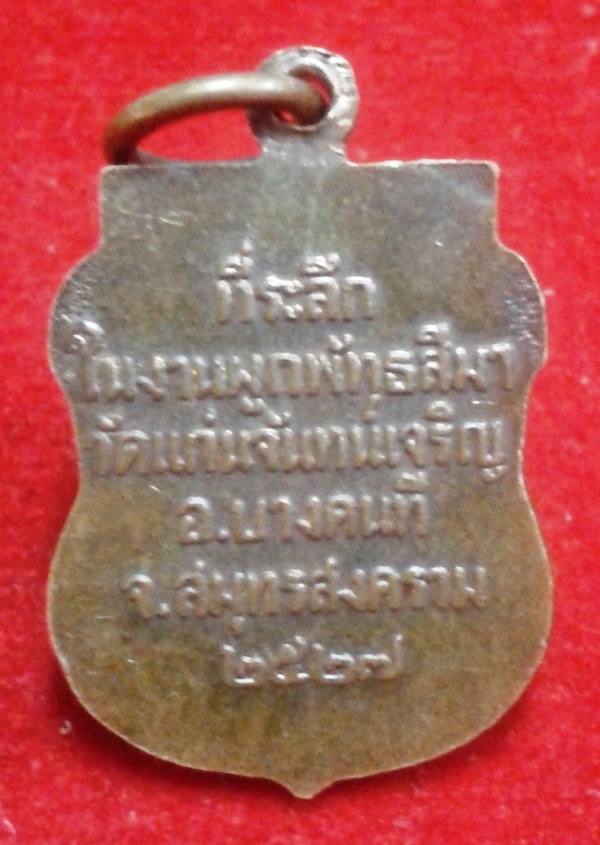 ที่ระลึก
ในงานผูกพัทธสีมา
วัดแก่นจันทน์เจริญ
อ.บางคนที
จ.สมุทรสงคราม
๒๕๒๗